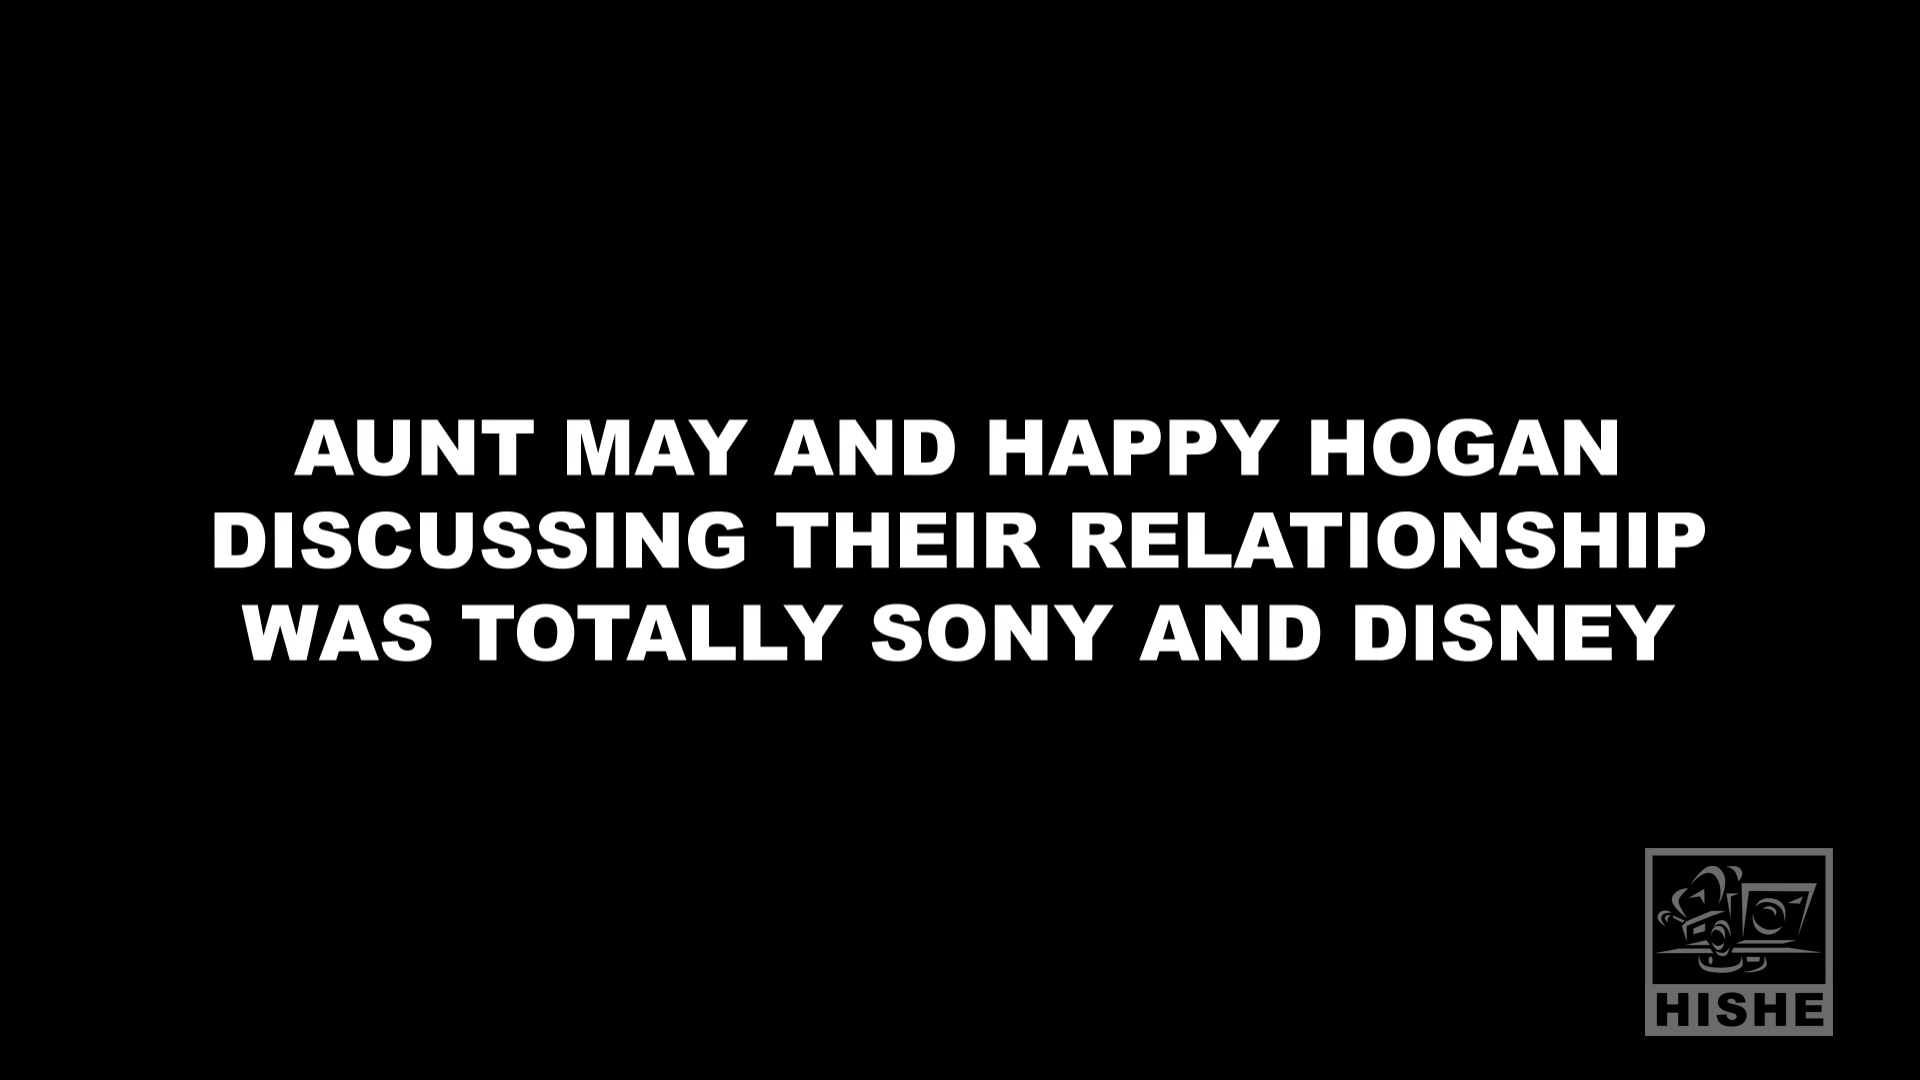 AUNT MAY AND HAPPY HOGAN
DISCUSSING THEIR RELATIONSHIP
WAS TOTALLY SONY AND DISNEY
HISHE